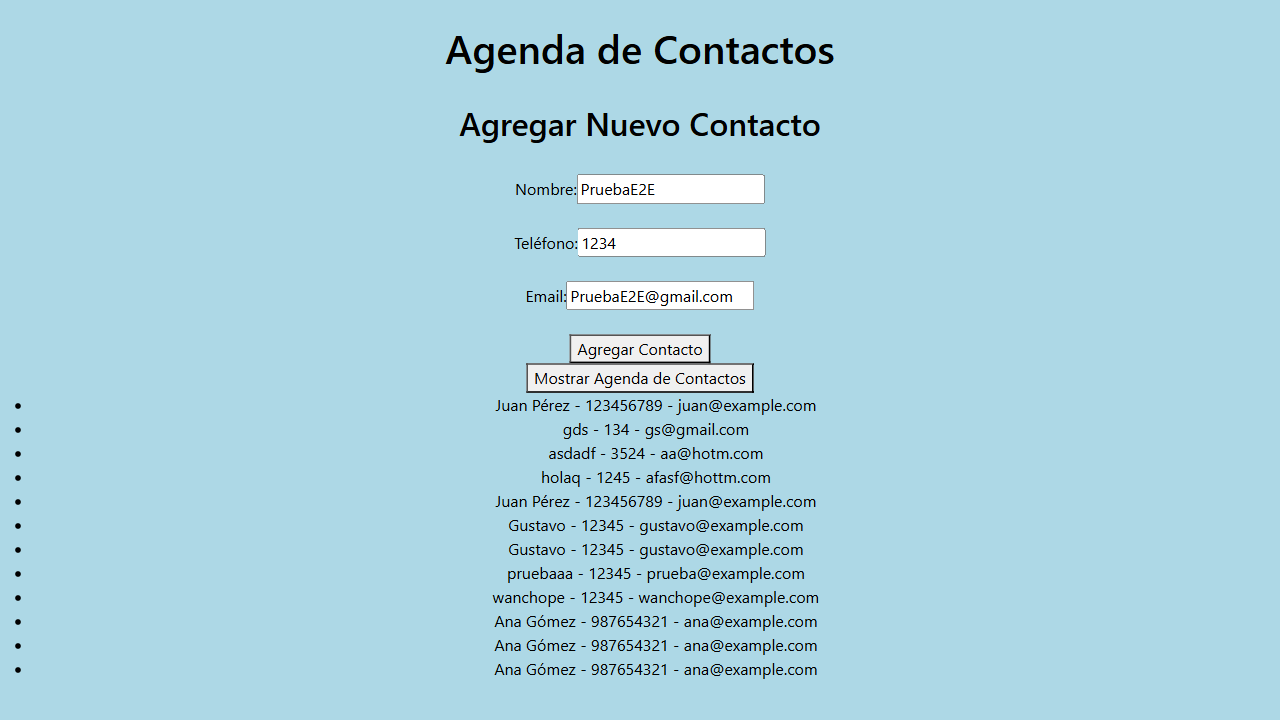 Agenda de Contactos
Agregar Nuevo Contacto
Nombre: PruebaE2E
Teléfono: 1234
Email: PruebaE2E@gmail.com
Agregar Contacto
Mostrar Agenda de Contactos
Juan Pérez - 123456789 - juan@example.com
gds - 134 - gs@gmail.com
asdadf - 3524 - aa@hotm.com
holaq - 1245 - afasf@hottm.com
Juan Pérez - 123456789 - juan@example.com
Gustavo - 12345 - gustavo@example.com
Gustavo - 12345 - gustavo@example.com
pruebaaa - 12345 - prueba@example.com
wanchope - 12345 - wanchope@example.com
Ana Gómez - 987654321 - ana@example.com
Ana Gómez - 987654321 - ana@example.com
Ana Gómez - 987654321 - ana@example.com